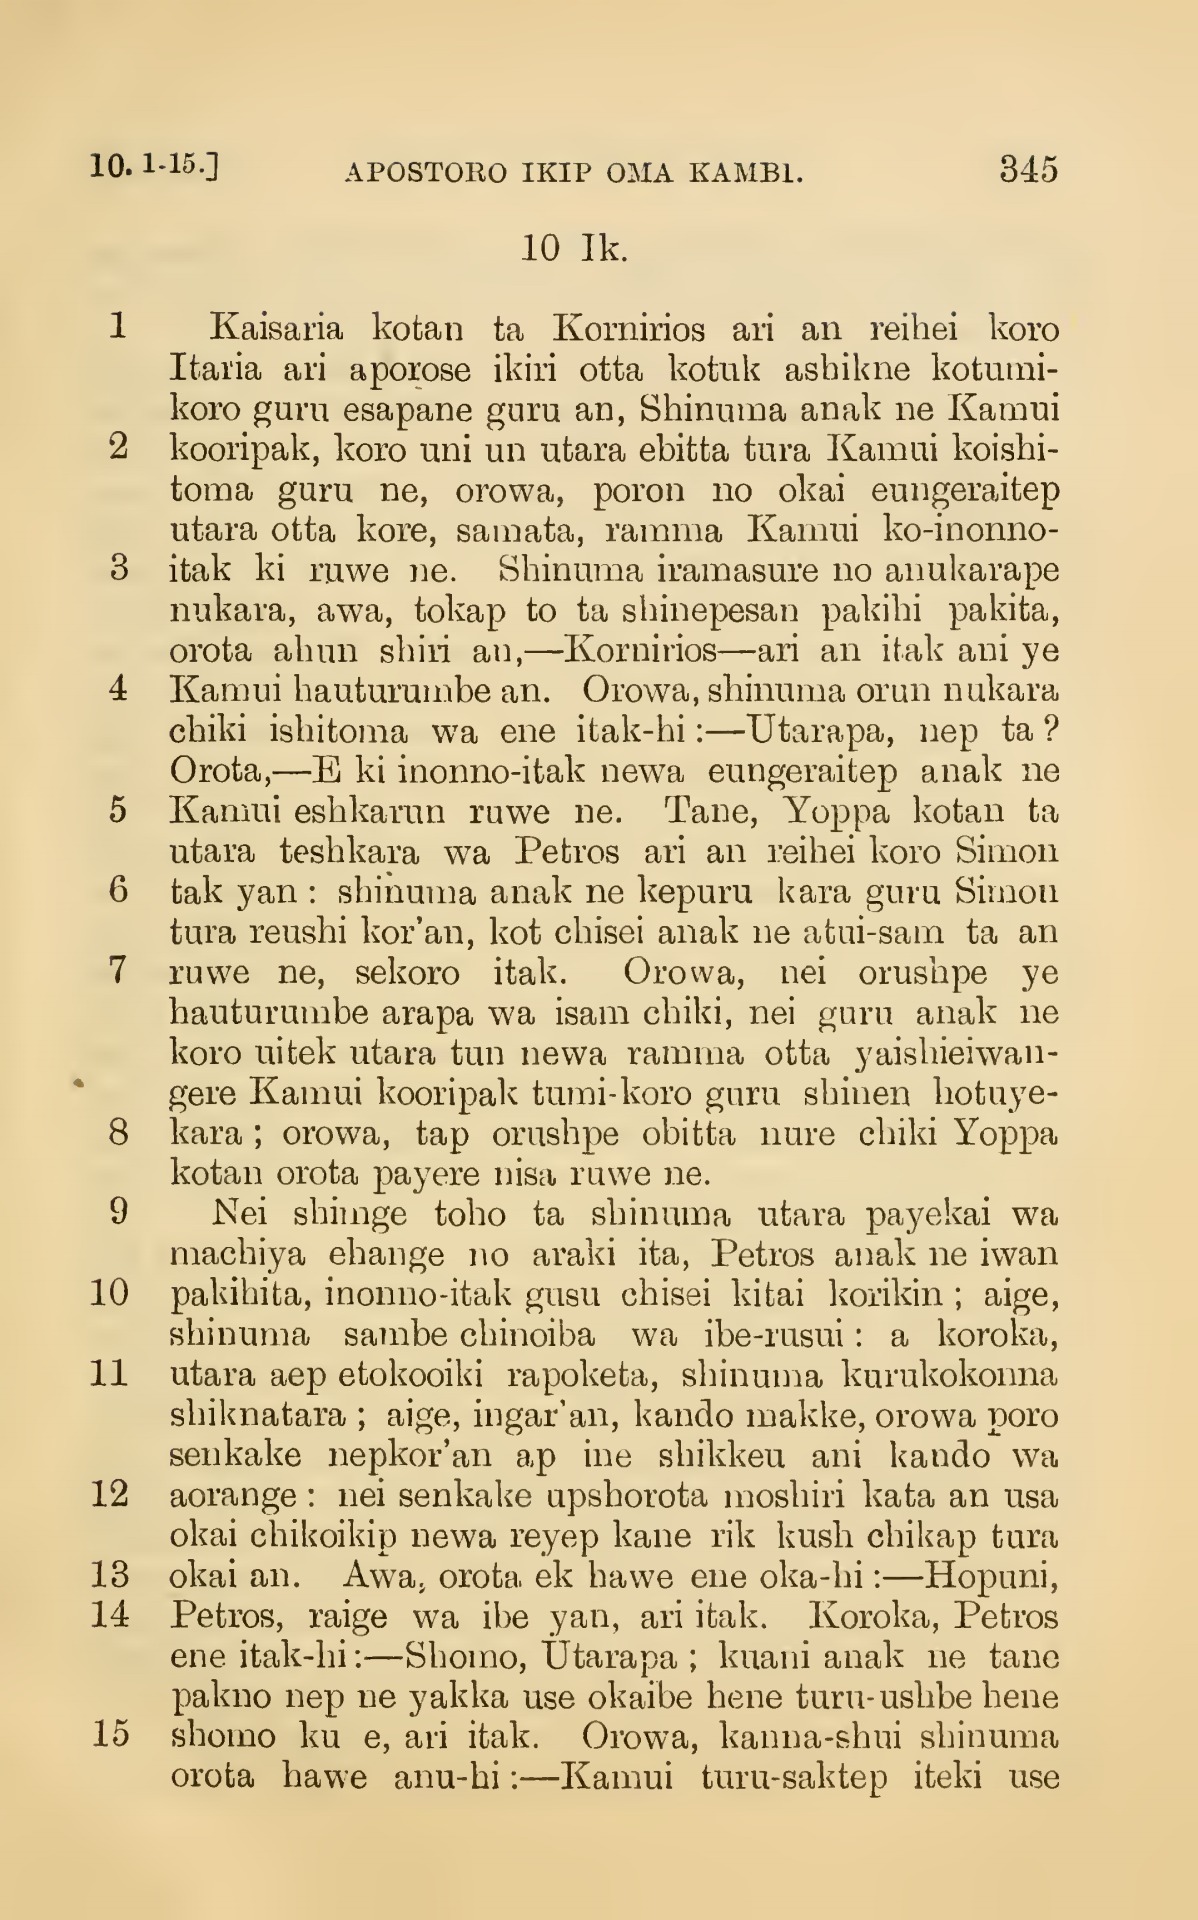 10. 1-15.] APOSTORO IKIP OMA KAMBI. 345
10 Ik.
1 Kaisaria kotan ta Kornirios ari an reihei koro
Itaria ari aporose ikiri otta kotuk ashikne kotumi-
koro guru esapane guru an, Shinuma anak ne Kamui
2 kooripak, koro uni un utara ebitta tura Kamui koishi-
toma guru ne, orowa, poron no okai eungeraitep
utara otta kore, samata, ramma Kamui ko-inonno-
3 itak ki ruwe ne. Shinuma iramasure no anukarape
nukara, awa, tokap to ta shinepesan pakihi pakita,
orota ahun shiri an,—Kornirios—ari an itak ani ye
4 Kamui hauturumbe an. Orowa, shinuma orun nukara
chiki ishitoma wa ene itak-hi:—Utarapa, nep ta?
Orota,—E ki inonno-itak newa eungeraitep anak ne
5 Kamui eshkarun ruwe ne. Tane, Yoppa kotan ta
utara teshkara wa Petros ari an reihei koro Simon
6 tak yan: shinuma anak ne kepuru kara guru Simon
tura reushi kor'an, kot chisei anak ne atui-sam ta an
7 ruwe ne, sekoro itak. Orowa, nei orushpe ye
hauturumbe arapa wa isam chiki, nei guru anak ne
koro uitek utara tun newa ramma otta yaishieiwan-
gere Kamui kooripak tumi-koro guru shinen hotuye-
8 kara; orowa, tap orushpe obitta nure chiki Yoppa
kotan orota payere nisa ruwe ne.
9 Nei shimge toho ta shinuma utara payekai wa
machiya ehange no araki ita, Petros anak ne iwan
10 pakihita, inonno-itak gusu chisei kitai korikin; aige,
shinuma sambe chinoiba wa ibe-rusui: a koroka,
11 utara aep etokooiki rapoketa, shinuma kurukokonna
shiknatara; aige, ingar'an, kando makke, orowa poro
senkake nepkor'an ap ine shikkeu ani kando wa
12 aorange: nei senkake upshorota moshiri kata an usa
okai chikoikip newa reyep kane rik kush chikap tura
13 okai an. Awa, orota ek hawe ene oka-hi:—Hopuni,
14 Petros, raige wa ibe yan, ari itak. Koroka, Petros
ene itak-hi:—Shomo, Utarapa; kuani anak ne tane
pakno nep ne yakka use okaibe hene turu-ushbe hene
15 shomo ku e, ari itak. Orowa, kanna-shui shinuma
orota hawe anu-hi:—Kamui turu-saktep iteki use